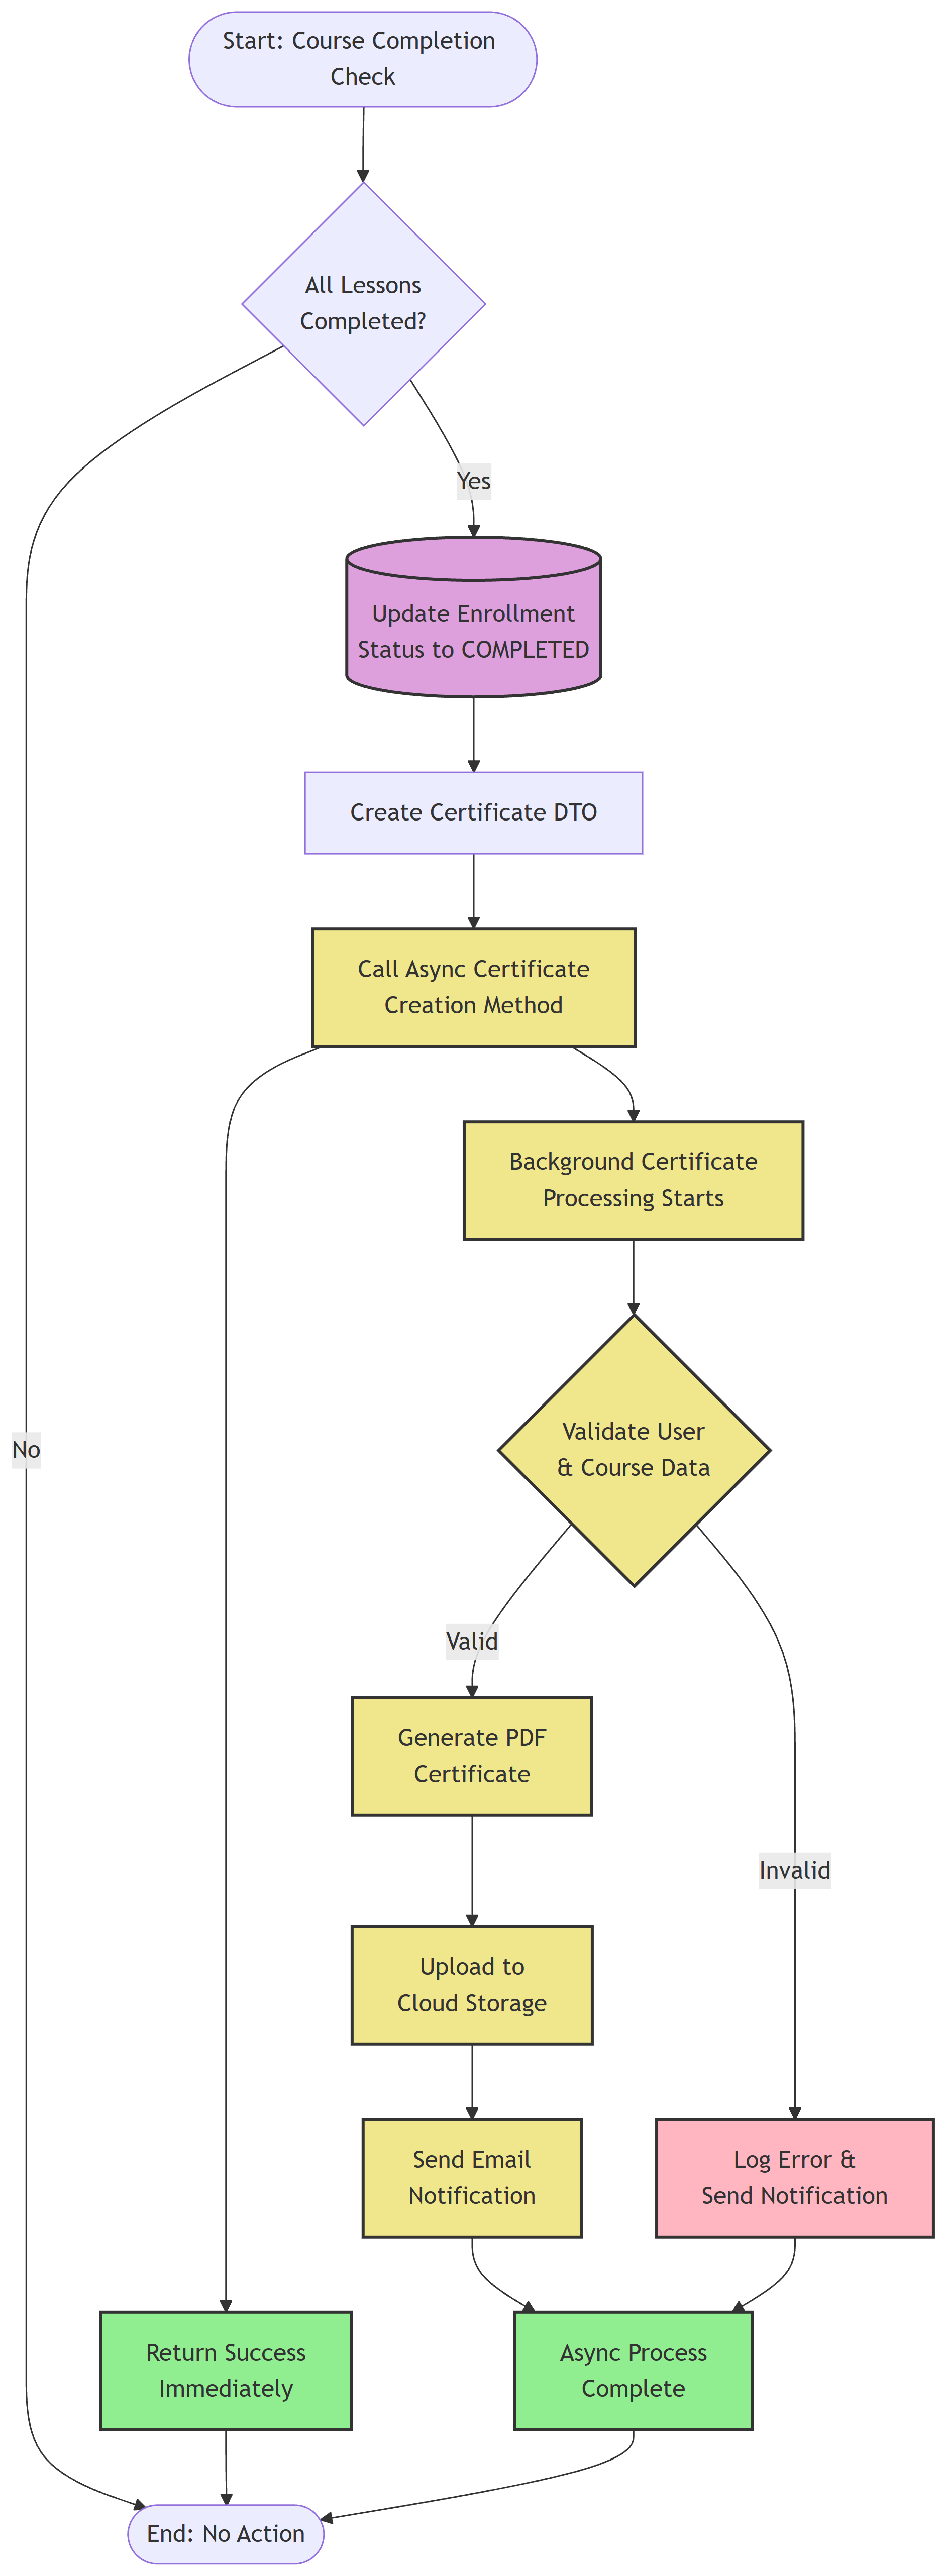 Start: Course Completion
Check
All Lessons
Completed?
Yes
Update Enrollment
Status to COMPLETED
Create Certificate DTO
Call Async Certificate
Creation Method
Background Certificate
Processing Starts
No
Validate User
& Course Data
Valid
Generate PDF
Certificate
Invalid
Upload to
Cloud Storage
Send Email
Notification
Log Error &
Send Notification
Return Success
Immediately
Async Process
Complete
End: No Action